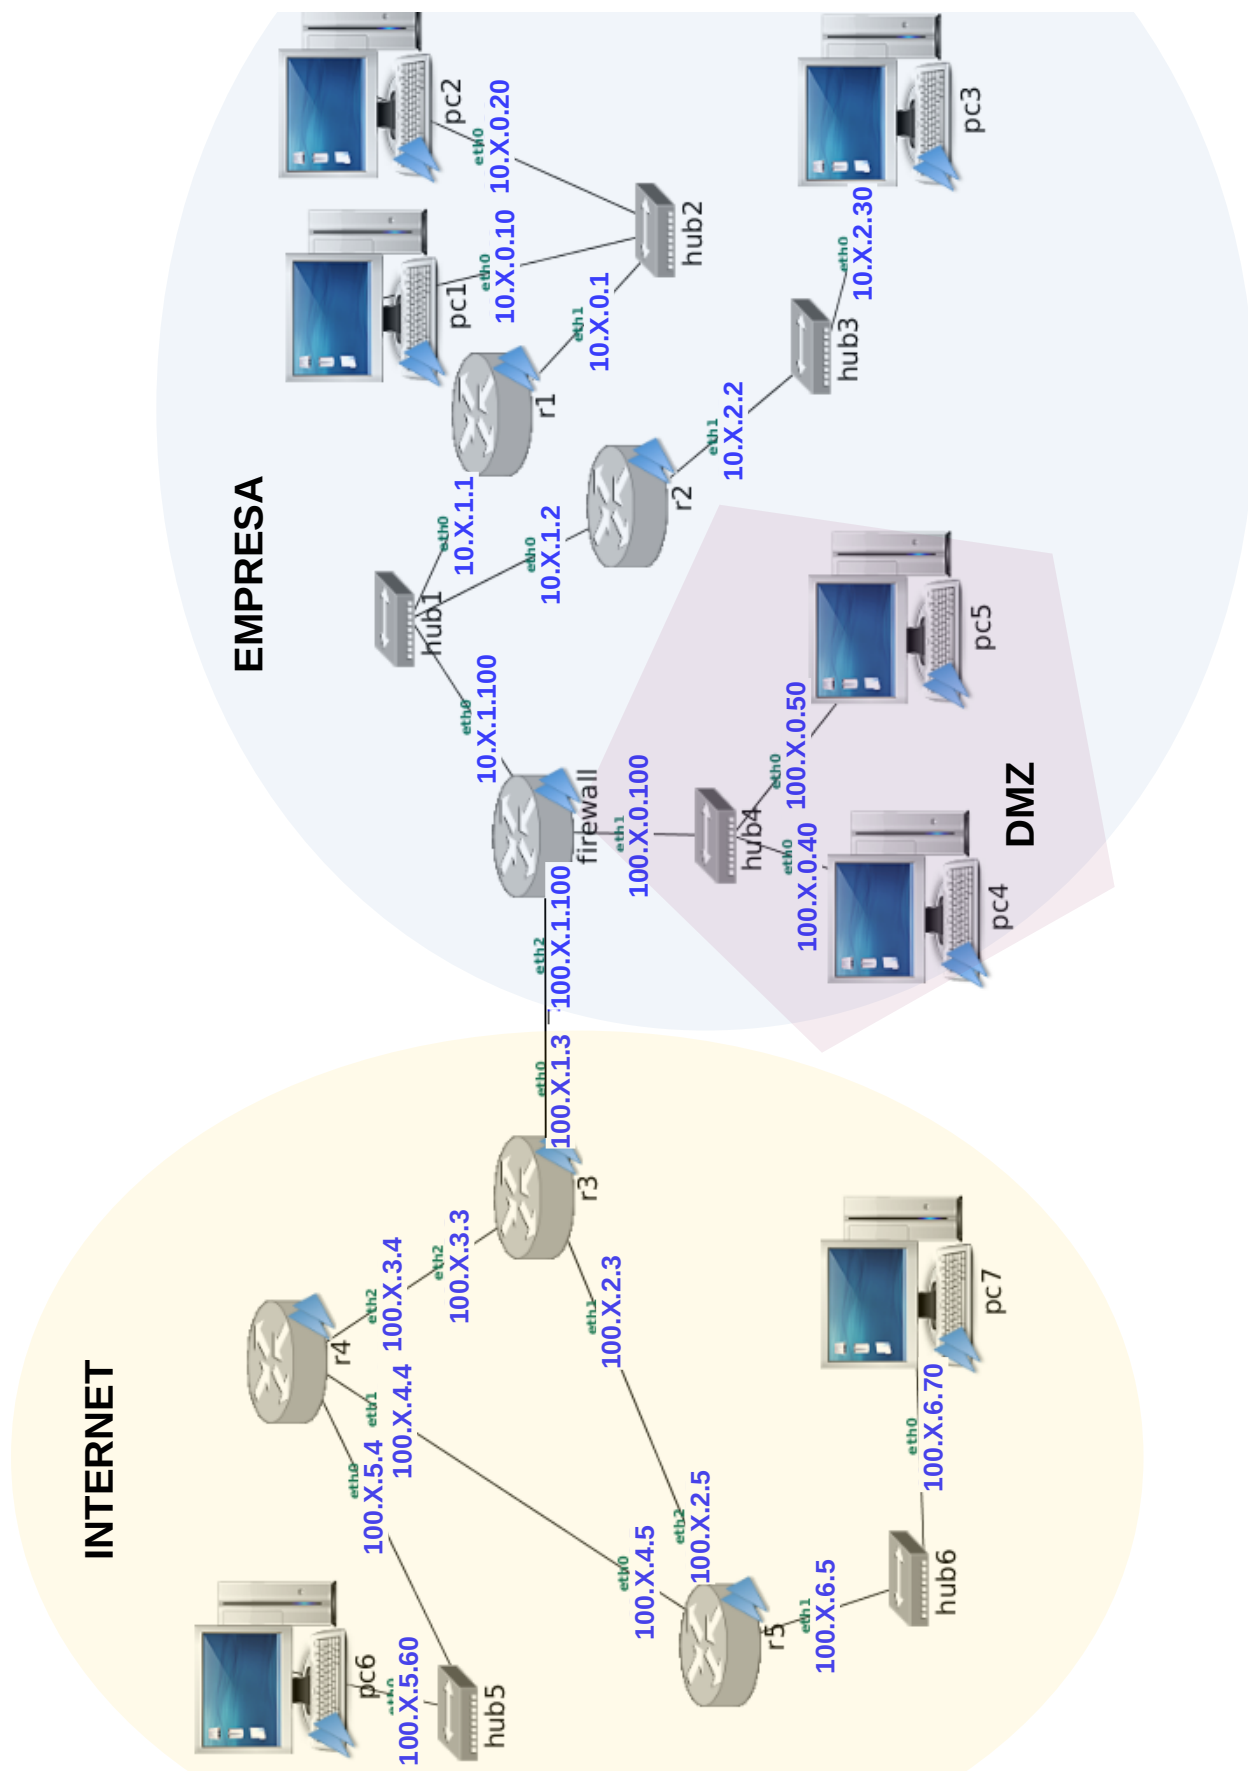 INTERNET
EMPRESA
DMZ
pc6
eth0
100.X.5.60
hub5
eth0
100.X.5.4
r4
eth1
100.X.4.4
eth2
100.X.3.4
eth2
100.X.3.3
r3
eth1
100.X.2.3
eth0
100.X.1.3
eth0
100.X.4.5
eth2
100.X.2.5
r5
eth1
100.X.6.5
hub6
eth0
100.X.6.70
pc7
eth2
100.X.1.100
firewall
eth0
10.X.1.100
eth1
100.X.0.100
hub4
eth0
100.X.0.40
pc4
eth0
100.X.0.50
pc5
hub1
eth0
10.X.1.1
r1
eth0
10.X.1.2
r2
eth1
10.X.0.1
hub2
eth0
10.X.0.10
pc1
eth0
10.X.0.20
pc2
eth1
10.X.2.2
hub3
eth0
10.X.2.30
pc3